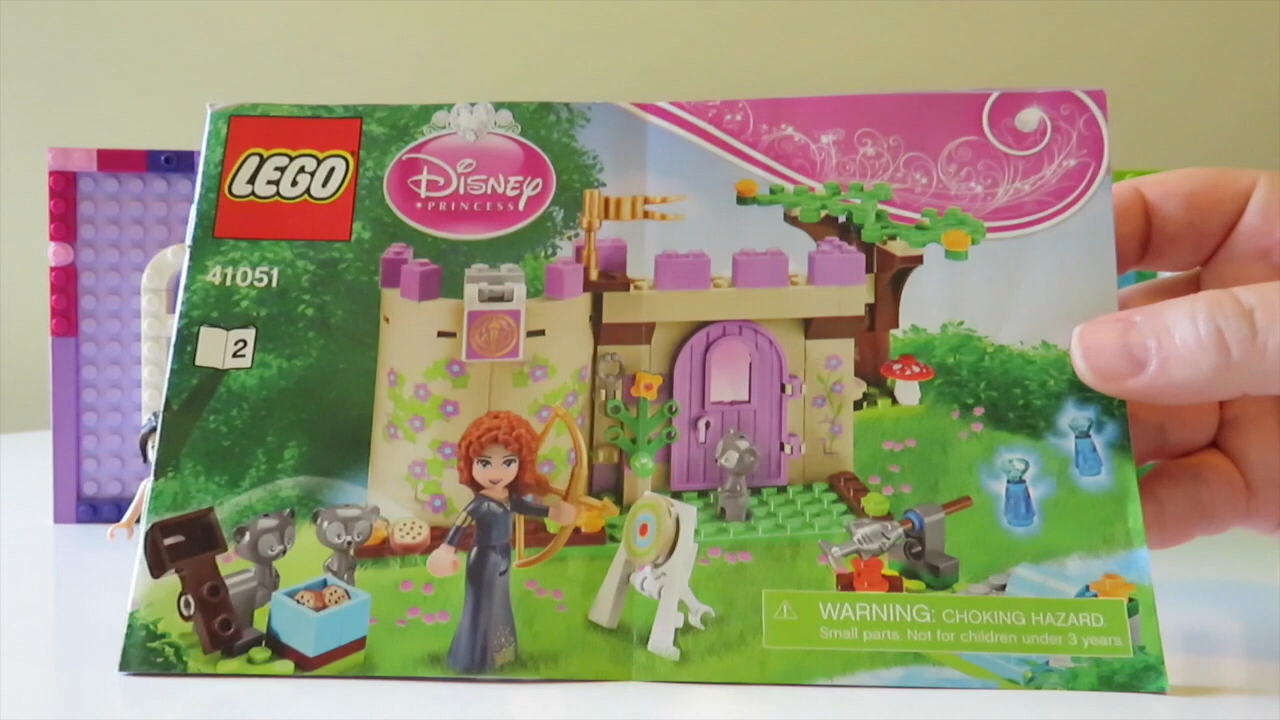 LEGO
DISNEY
PRINCESS
41051
2
WARNING: CHOKING HAZARD.
Small parts. Not for children under 3 years.